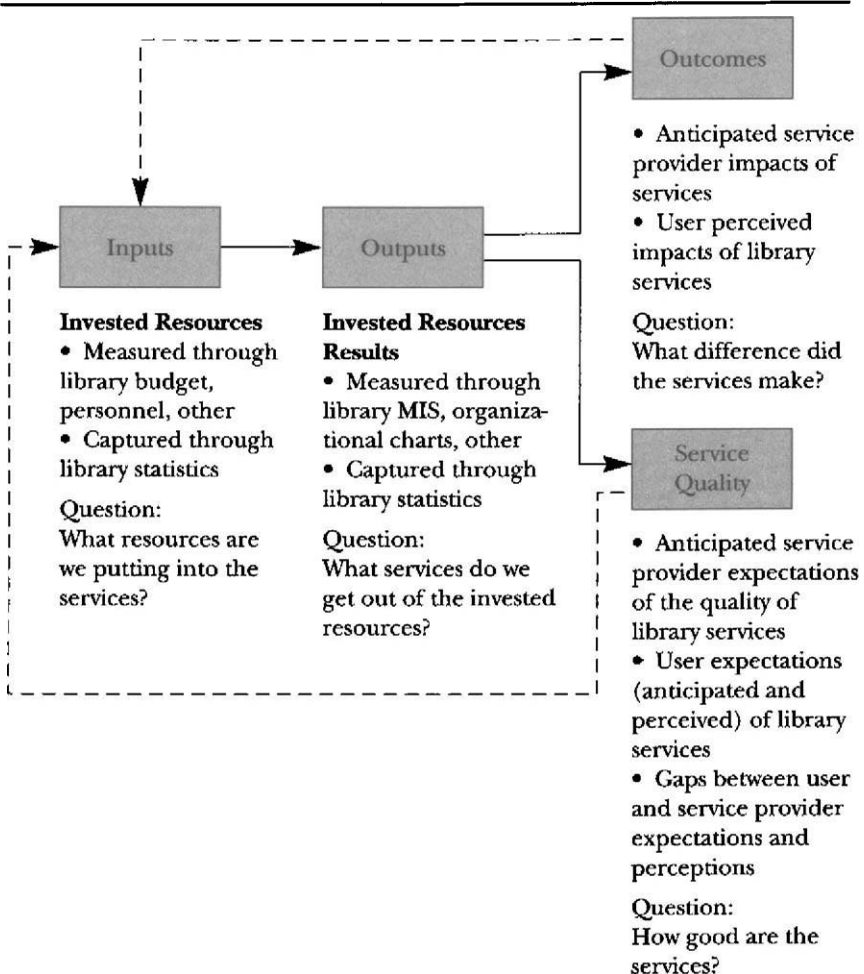 Outcomes
• Anticipated service
provider impacts of
services
• User perceived
impacts of library
services
Question:
What difference did
the services make?
Inputs
Invested Resources
• Measured through
library budget,
personnel, other
• Captured through
library statistics
Question:
What resources are
we putting into the
services?
Outputs
Invested Resources
Results
• Measured through
library MIS, organiza-
tional charts, other
• Captured through
library statistics
Question:
What services do we
get out of the invested
resources?
Service
Quality
• Anticipated service
provider expectations
of the quality of
library services
• User expectations
(anticipated and
perceived) of library
services
• Gaps between user
and service provider
expectations and
perceptions
Question:
How good are the
services?